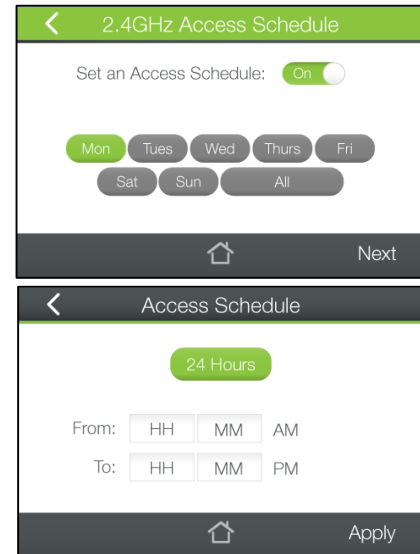 2.4GHz Access Schedule
Set an Access Schedule: On
Mon Tues Wed Thurs Fri
Sat Sun All
Next
Access Schedule
24 Hours
From: HH MM AM
To: HH MM PM
Apply